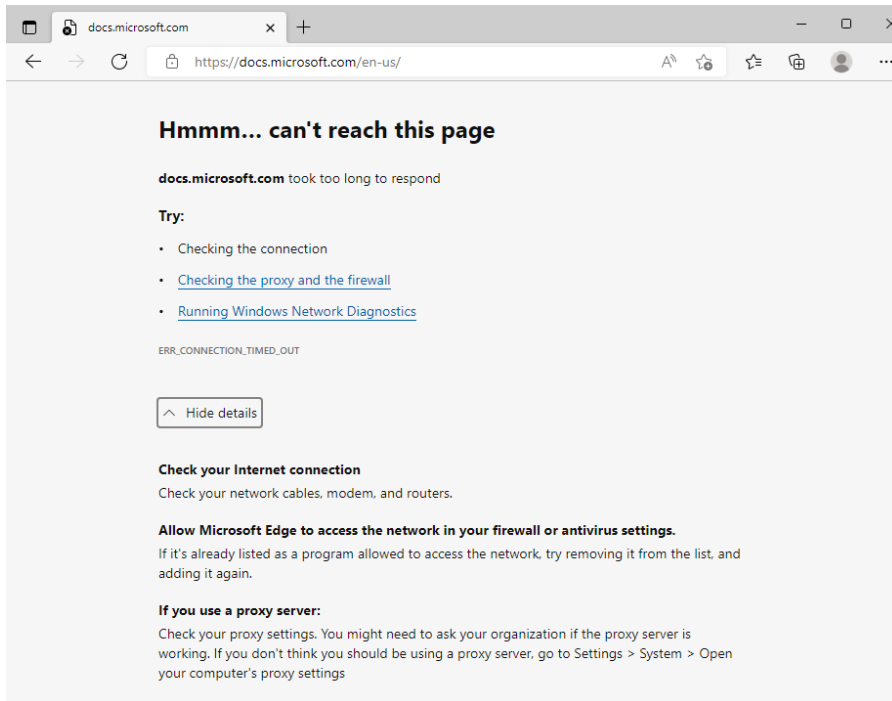 docs.microsoft.com
https://docs.microsoft.com/en-us/
Hmmm... can't reach this page
docs.microsoft.com took too long to respond
Try:
• Checking the connection
• Checking the proxy and the firewall
• Running Windows Network Diagnostics
ERR_CONNECTION_TIMED_OUT
Hide details
Check your Internet connection
Check your network cables, modem, and routers.
Allow Microsoft Edge to access the network in your firewall or antivirus settings.
If it's already listed as a program allowed to access the network, try removing it from the list, and
adding it again.
If you use a proxy server:
Check your proxy settings. You might need to ask your organization if the proxy server is
working. If you don't think you should be using a proxy server, go to Settings > System > Open
your computer's proxy settings